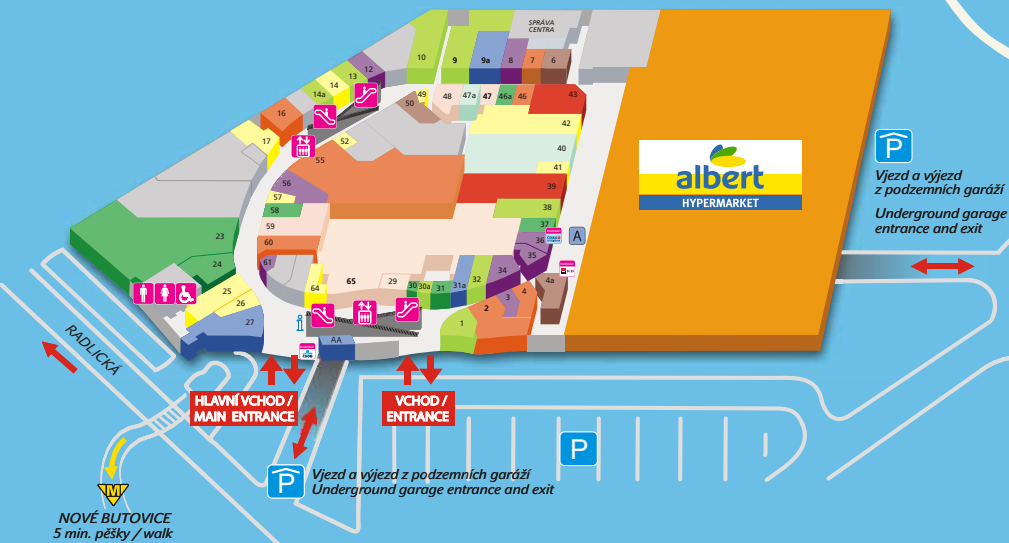 SPRÁVA
CENTRA
10
9
9a
8
7
6
12
13
14
14a
16
17
49
48
47a
47
46a
46
43
50
42
52
40
55
41
56
39
57
38
58
37
59
36
A
60
35
61
34
23
24
25
26
27
64
65
29
30
30a
31
31a
32
4a
4
3
2
1
AA
albert
HYPERMARKET
P
Vjezd a výjezd
z podzemních garáží
Underground garage
entrance and exit
RADLICKÁ
HLAVNÍ VCHOD /
MAIN ENTRANCE
VCHOD /
ENTRANCE
P
P
Vjezd a výjezd z podzemních garáží
Underground garage entrance and exit
M
NOVÉ BUTOVICE
5 min. pěšky / walk